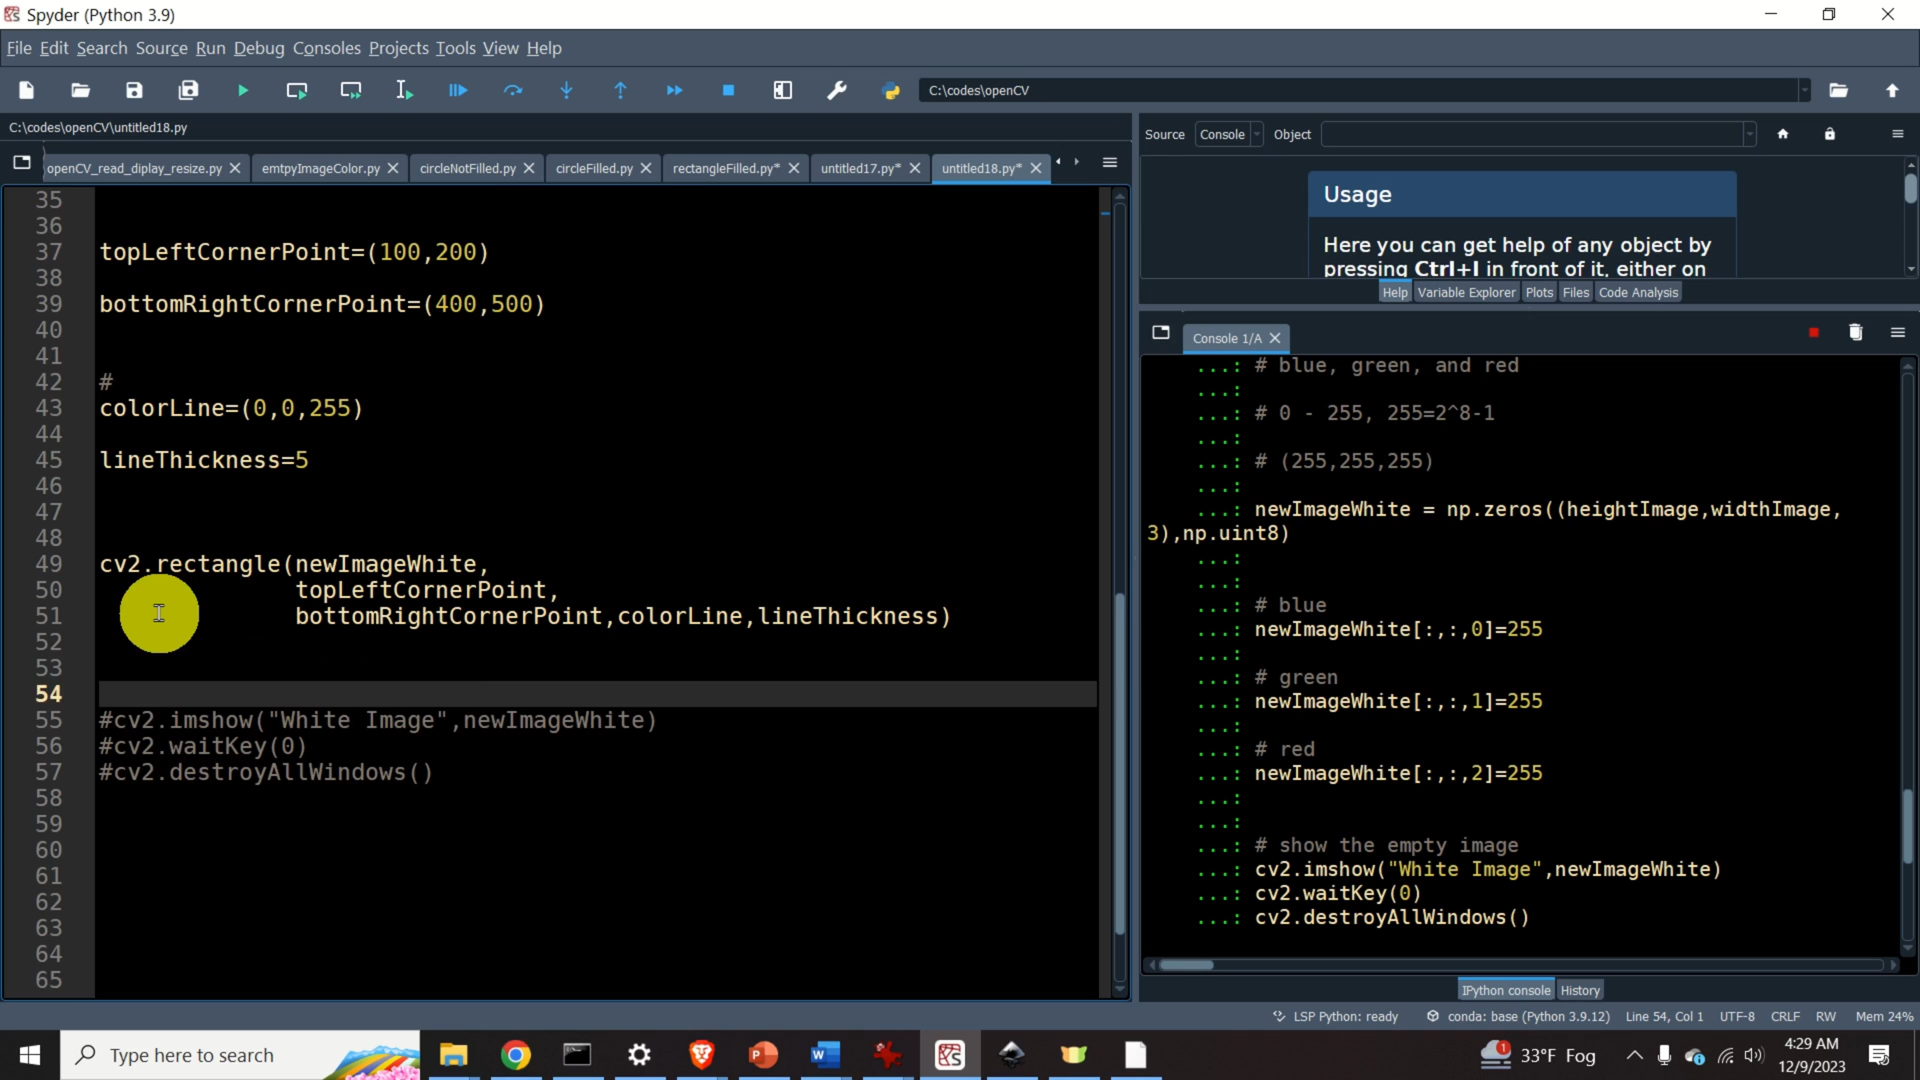 Spyder (Python 3.9)
File Edit Search Source Run Debug Consoles Projects Tools View Help
C:\codes\openCV
C:\codes\openCV\untitled18.py
openCV_read_diplay_resize.py
emtpyImageColor.py
circleNotFilled.py
circleFilled.py
rectangleFilled.py*
untitled17.py*
untitled18.py*
35
36
37 topLeftCornerPoint=(100,200)
38
39 bottomRightCornerPoint=(400,500)
40
41
42 #
43 colorLine=(0,0,255)
44
45 lineThickness=5
46
47
48
49 cv2.rectangle(newImageWhite,
50 topLeftCornerPoint,
51 bottomRightCornerPoint,colorLine,lineThickness)
52
53
54
55 #cv2.imshow("White Image",newImageWhite)
56 #cv2.waitKey(0)
57 #cv2.destroyAllWindows()
58
59
60
61
62
63
64
65
Source Console Object
Usage
Here you can get help of any object by
pressing Ctrl+I in front of it, either on
Help Variable Explorer Plots Files Code Analysis
Console 1/A
...: # blue, green, and red
...:
...: # 0 - 255, 255=2^8-1
...:
...: # (255,255,255)
...:
...: newImageWhite = np.zeros((heightImage,widthImage,
3),np.uint8)
...:
...:
...: # blue
...: newImageWhite[:,:,0]=255
...:
...: # green
...: newImageWhite[:,:,1]=255
...:
...: # red
...: newImageWhite[:,:,2]=255
...:
...:
...: # show the empty image
...: cv2.imshow("White Image",newImageWhite)
...: cv2.waitKey(0)
...: cv2.destroyAllWindows()
IPython console History
LSP Python: ready conda: base (Python 3.9.12) Line 54, Col 1 UTF-8 CRLF RW Mem 24%
Type here to search
1
33°F Fog
4:29 AM
12/9/2023